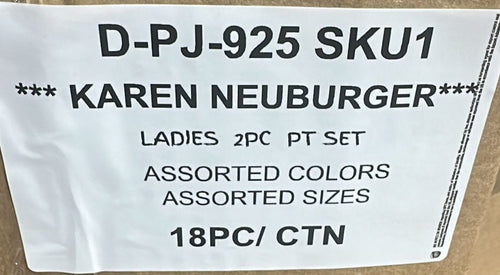 D-PJ-925 SKU1
*** KAREN NEUBURGER***
LADIES 2PC PT SET
ASSORTED COLORS
ASSORTED SIZES
18PC/ CTN